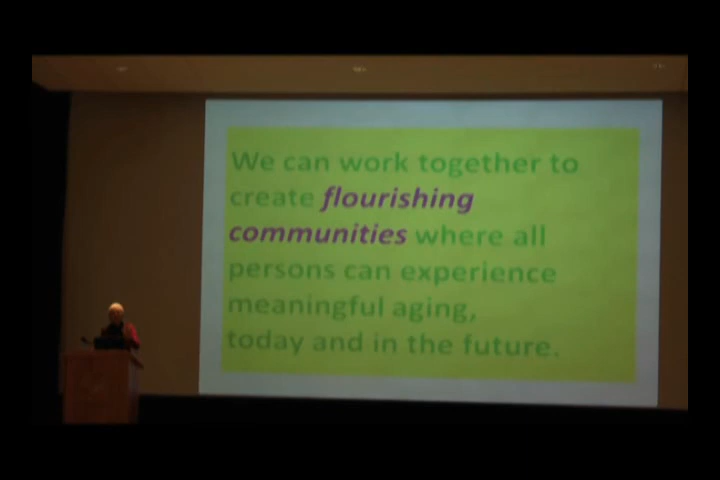 We can work together to
create flourishing
communities where all
persons can experience
meaningful aging,
today and in the future.